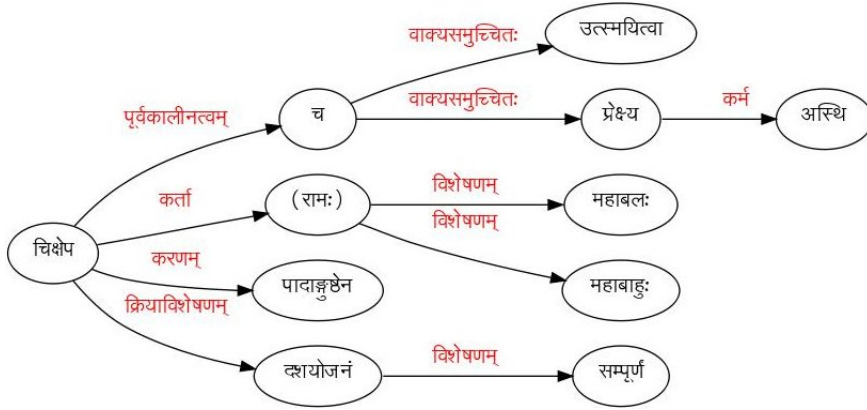 उत्स्मयित्वा
वाक्यसमुच्चितः
पूर्वकालीनत्वम्
च
वाक्यसमुच्चितः
प्रेक्ष्य
कर्म
अस्थि
कर्ता
(रामः)
विशेषणम्
महाबलः
विशेषणम्
चिक्षेप
करणम्
पादाङ्गुष्ठेन
महाबाहुः
क्रियाविशेषणम्
दशयोजनं
विशेषणम्
सम्पूर्णं